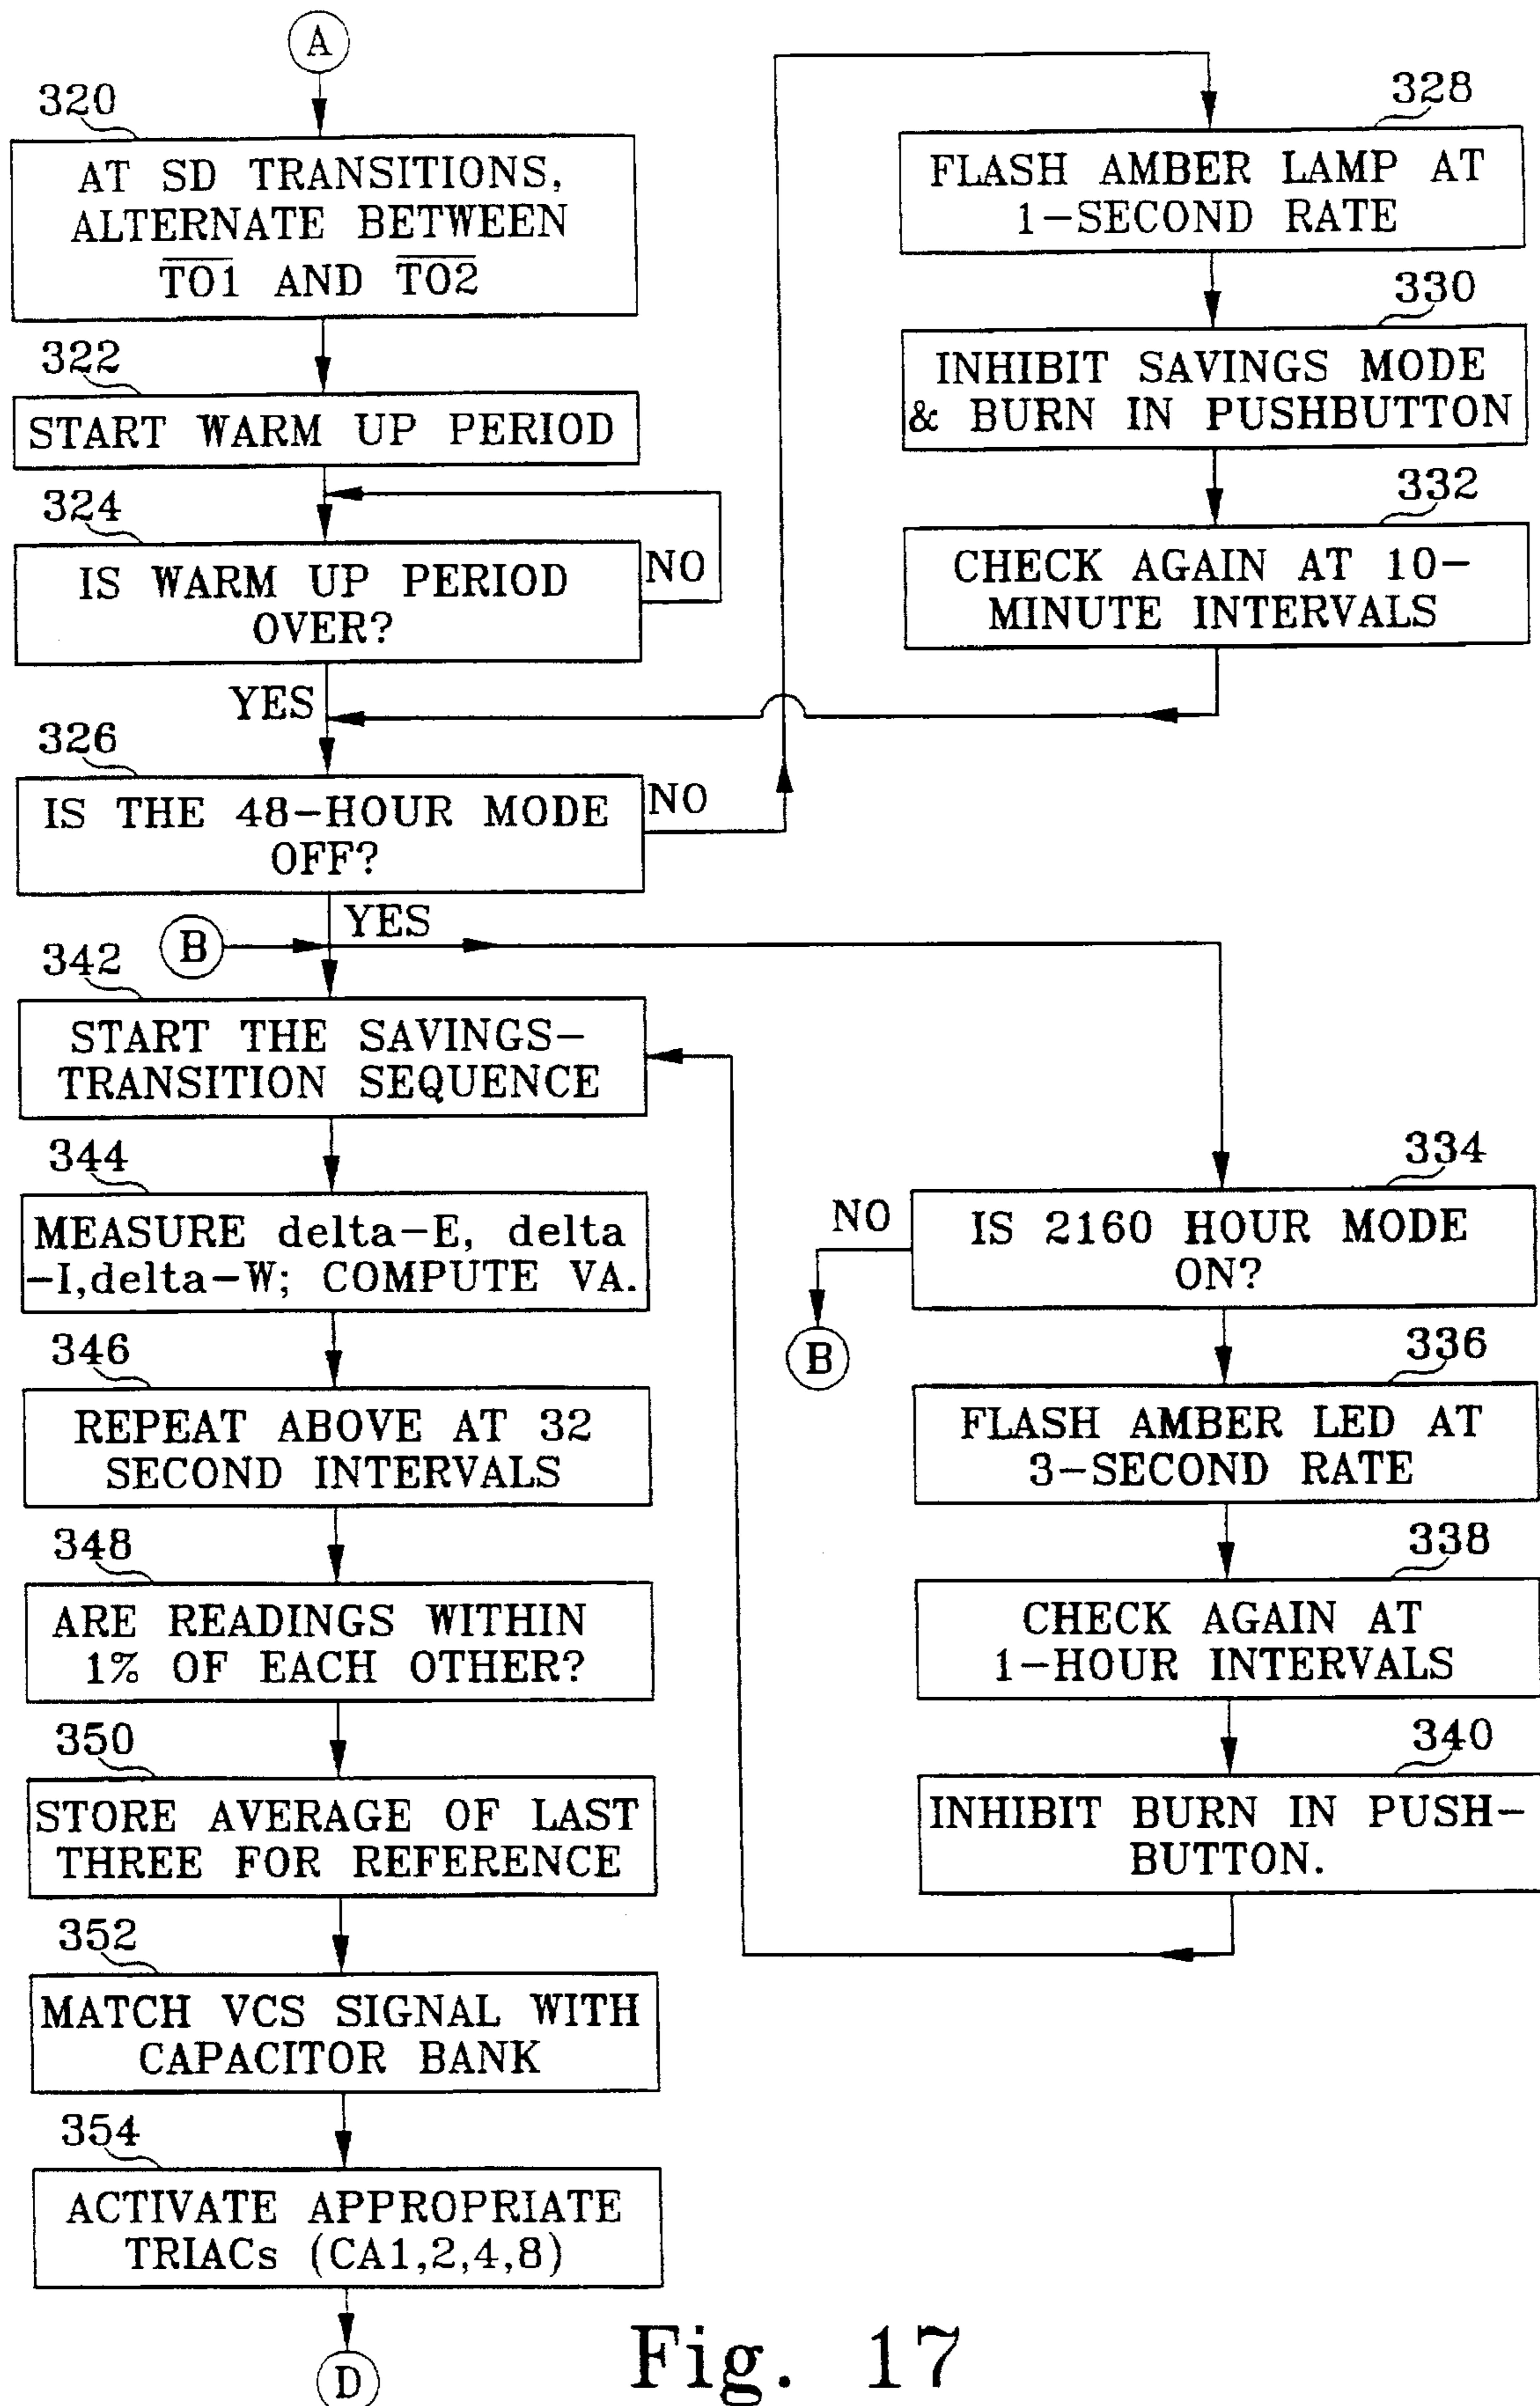 A
320
AT SD TRANSITIONS,
ALTERNATE BETWEEN
T̅O̅1̅ AND T̅O̅2̅
322
START WARM UP PERIOD
324
IS WARM UP PERIOD
OVER?
NO
YES
326
IS THE 48-HOUR MODE
OFF?
NO
YES
B
328
FLASH AMBER LAMP AT
1-SECOND RATE
330
INHIBIT SAVINGS MODE
& BURN IN PUSHBUTTON
332
CHECK AGAIN AT 10-
MINUTE INTERVALS
342
START THE SAVINGS-
TRANSITION SEQUENCE
344
MEASURE delta-E, delta
-I,delta-W; COMPUTE VA.
346
REPEAT ABOVE AT 32
SECOND INTERVALS
348
ARE READINGS WITHIN
1% OF EACH OTHER?
350
STORE AVERAGE OF LAST
THREE FOR REFERENCE
352
MATCH VCS SIGNAL WITH
CAPACITOR BANK
354
ACTIVATE APPROPRIATE
TRIACs (CA1,2,4,8)
D
334
IS 2160 HOUR MODE
ON?
NO
B
336
FLASH AMBER LED AT
3-SECOND RATE
338
CHECK AGAIN AT
1-HOUR INTERVALS
340
INHIBIT BURN IN PUSH-
BUTTON.
Fig. 17